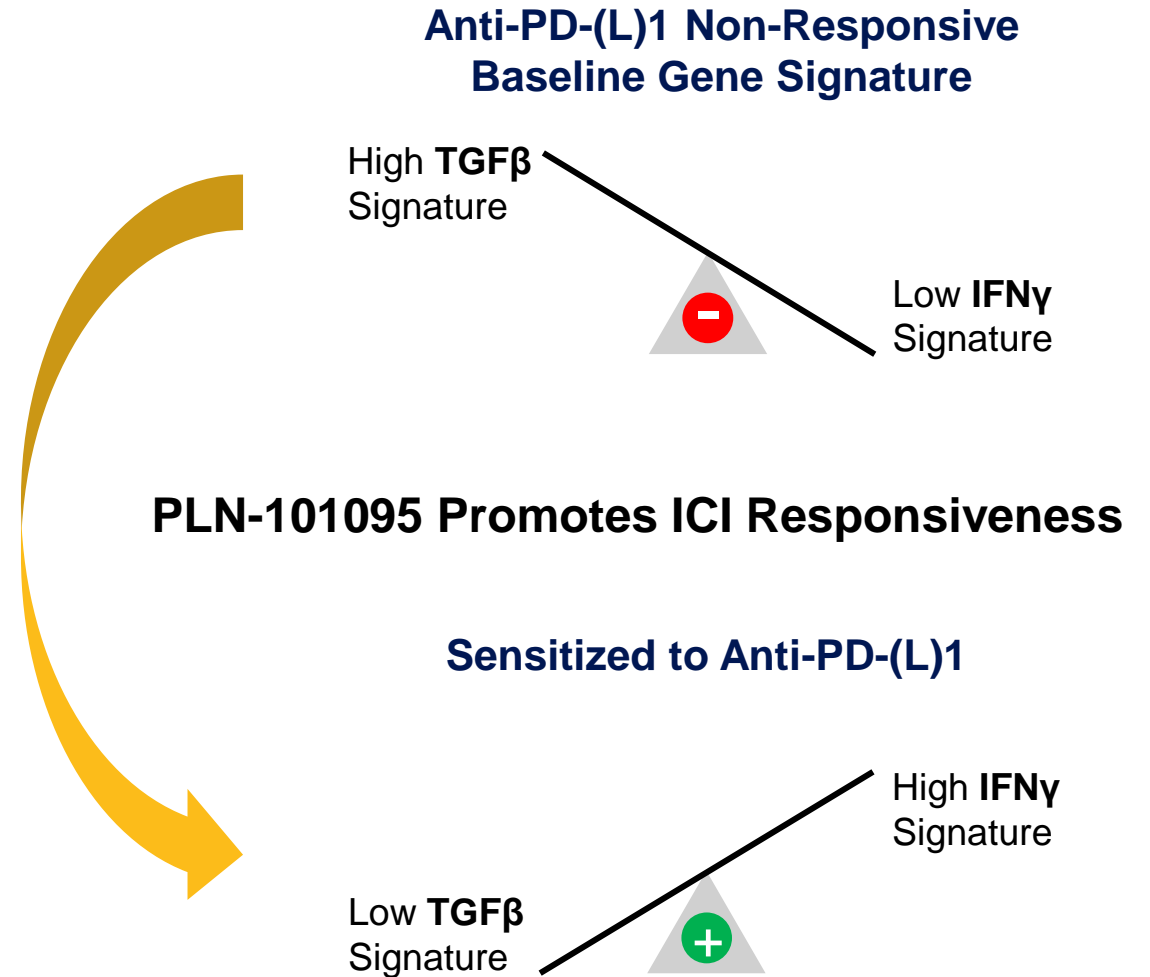 Anti-PD-(L)1 Non-Responsive
Baseline Gene Signature
High TGFβ
Signature
Low IFNγ
Signature
-
PLN-101095 Promotes ICI Responsiveness
Sensitized to Anti-PD-(L)1
High IFNγ
Signature
Low TGFβ
Signature
+